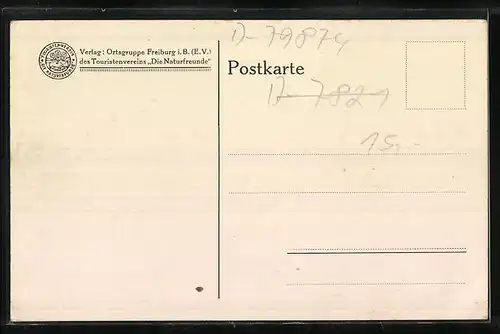 Verlag: Ortsgruppe Freiburg i. B. (E. V.)
des Touristenvereins „Die Naturfreunde"
D-79874
Postkarte
D-7821
15,-